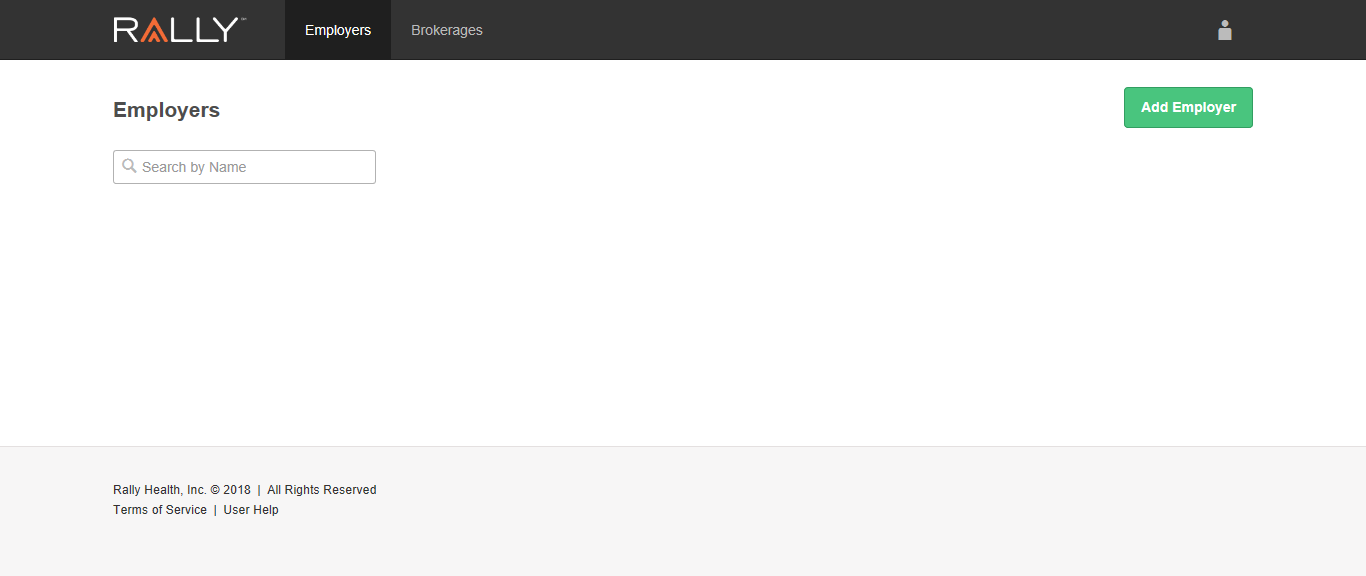 RALLY™
Employers
Brokerages
Employers
Add Employer
Search by Name
Rally Health, Inc. © 2018 | All Rights Reserved
Terms of Service | User Help